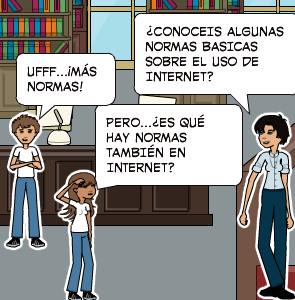 ¿CONOCEIS ALGUNAS
NORMAS BASICAS
SOBRE EL USO DE
INTERNET?
UFFF...¡MÁS
NORMAS!
PERO...¿ES QUÉ
HAY NORMAS
TAMBIÉN EN
INTERNET?